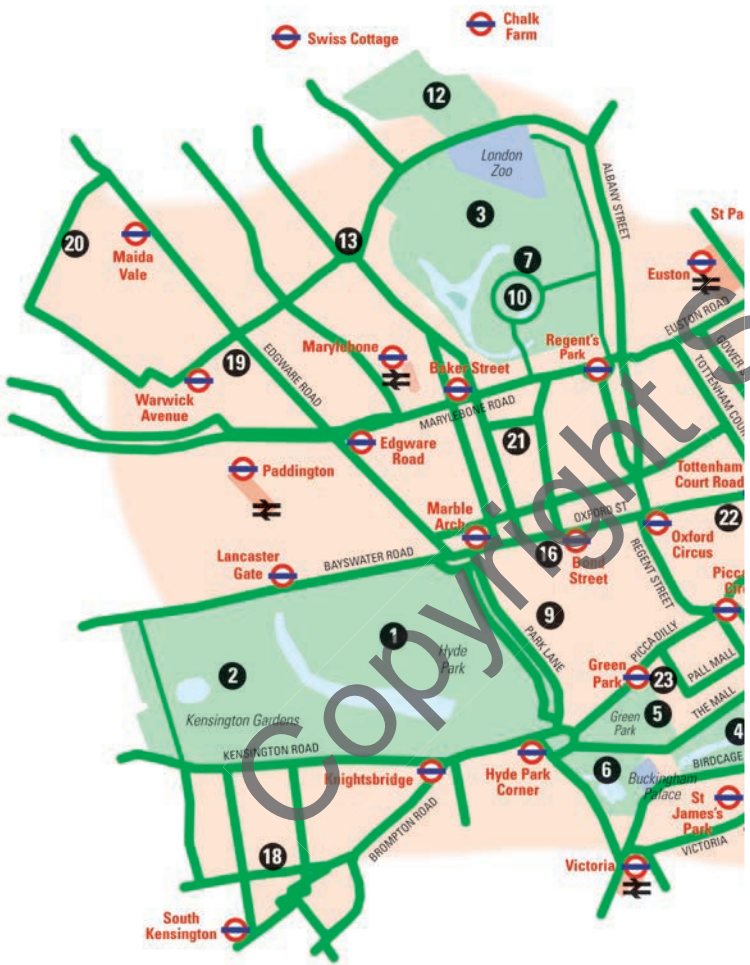 Swiss Cottage
Chalk
Farm
12
London
Zoo
ALBANY STREET
3
St Pa
20
Maida
Vale
13
7
Euston
10
EUSTON ROAD
Marylebone
Regent's
Park
GOWER S
19
EDGWARE ROAD
Baker Street
TOTTENHAM COUR
Warwick
Avenue
MARYLEBONE ROAD
Edgware
Road
21
Paddington
Tottenham
Court Road
Marble
Arch
OXFORD ST
22
Oxford
Circus
BAYSWATER ROAD
16
Bond
Street
Lancaster
Gate
REGENT STREET
Picca
Circ
9
PARK LANE
1
Hyde
Park
PICCADILLY
2
Green
Park
23
PALL MALL
Kensington Gardens
Green
Park
5
THE MALL
4
KENSINGTON ROAD
BIRDCAGE
Knightsbridge
Hyde Park
Corner
6
Buckingham
Palace
St
James's
Park
BROMPTON ROAD
18
Victoria
VICTORIA
South
Kensington
Copyright S